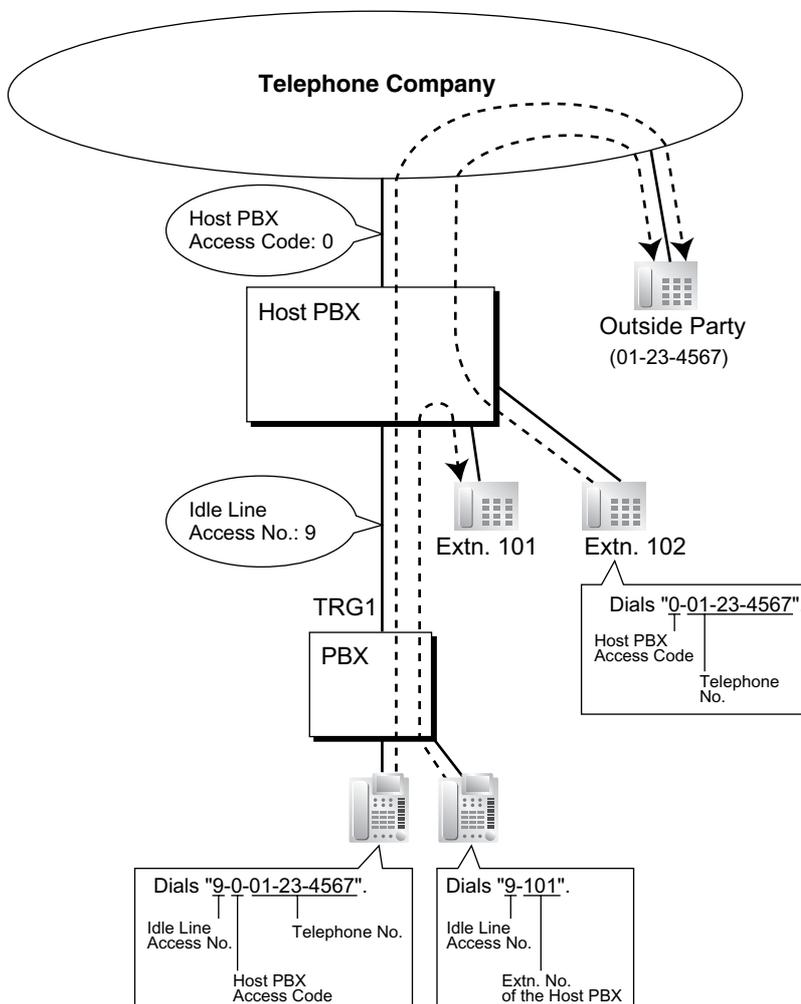 Telephone Company
Host PBX
Access Code: 0
Host PBX
Outside Party
(01-23-4567)
Idle Line
Access No.: 9
Extn. 101
Extn. 102
Dials "0-01-23-4567".
Host PBX
Access Code
Telephone
No.
TRG1
PBX
Dials "9-0-01-23-4567".
Idle Line
Access No.
Telephone No.
Host PBX
Access Code
Dials "9-101".
Idle Line
Access No.
Extn. No.
of the Host PBX